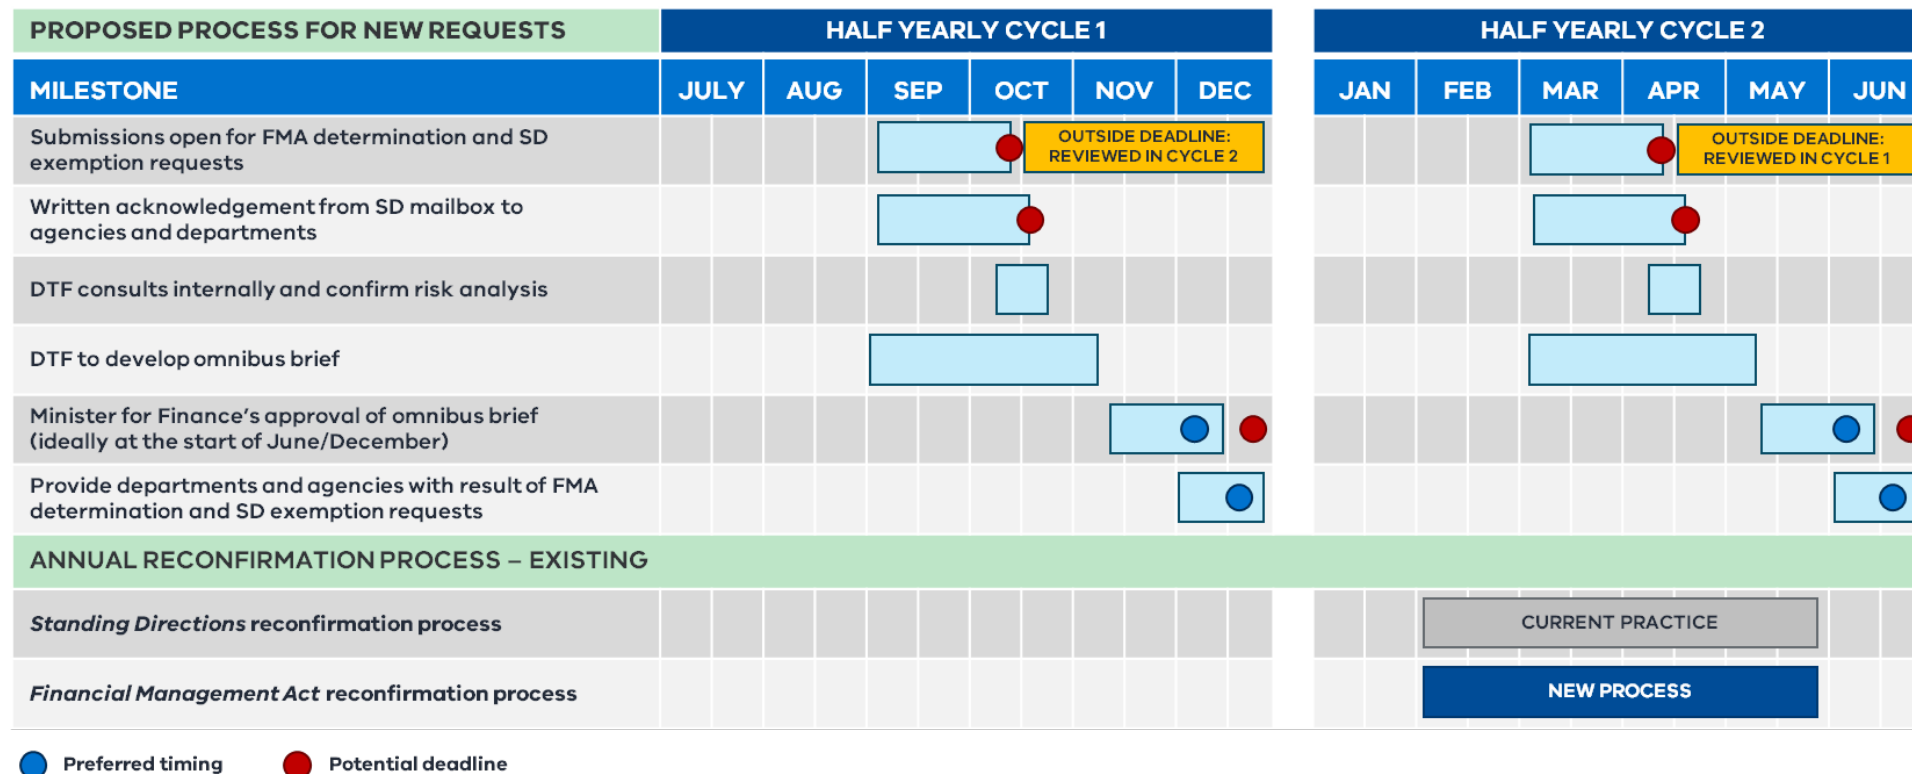 PROPOSED PROCESS FOR NEW REQUESTS
HALF YEARLY CYCLE 1
HALF YEARLY CYCLE 2
MILESTONE
JULY
AUG
SEP
OCT
NOV
DEC
JAN
FEB
MAR
APR
MAY
JUN
Submissions open for FMA determination and SD
exemption requests
OUTSIDE DEADLINE:
REVIEWED IN CYCLE 2
OUTSIDE DEADLINE:
REVIEWED IN CYCLE 1
Written acknowledgement from SD mailbox to
agencies and departments
DTF consults internally and confirm risk analysis
DTF to develop omnibus brief
Minister for Finance's approval of omnibus brief
(ideally at the start of June/December)
Provide departments and agencies with result of FMA
determination and SD exemption requests
ANNUAL RECONFIRMATION PROCESS – EXISTING
Standing Directions reconfirmation process
CURRENT PRACTICE
Financial Management Act reconfirmation process
NEW PROCESS
Preferred timing
Potential deadline